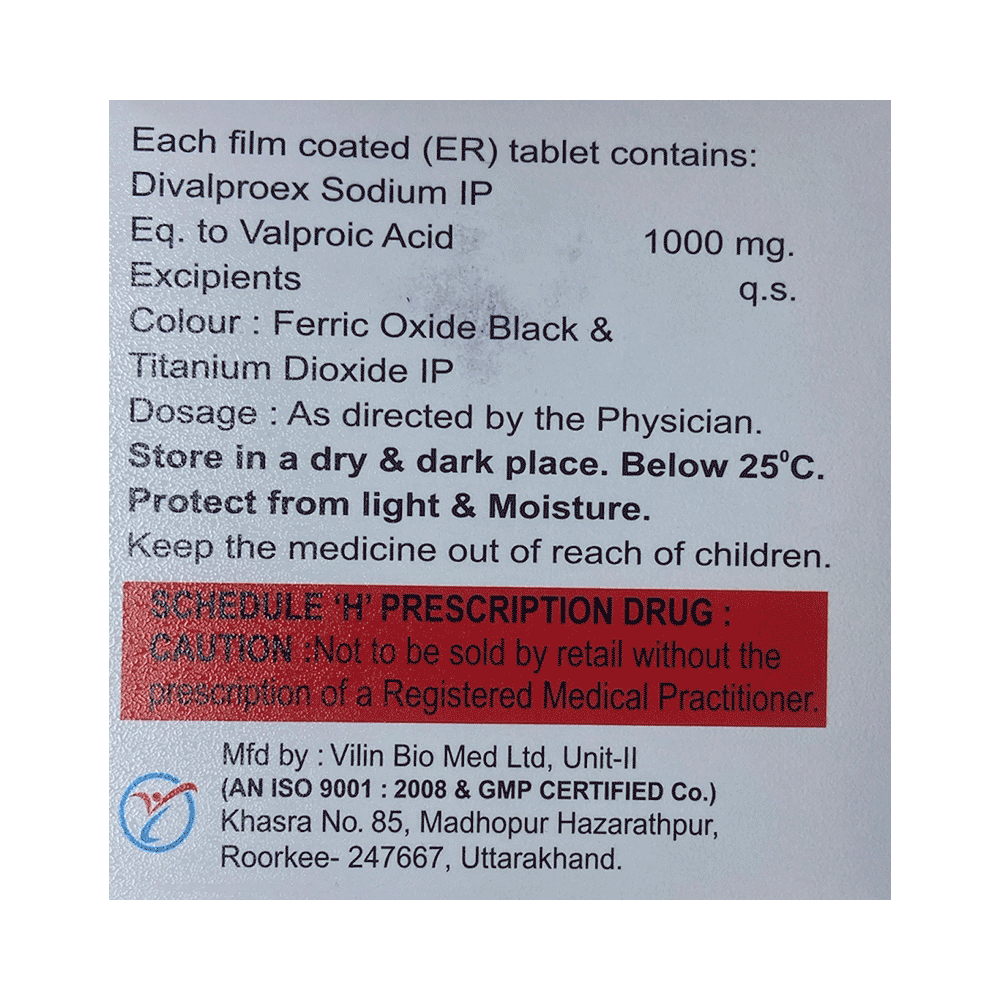 Each film coated (ER) tablet contains:
Divalproex Sodium IP
Eq. to Valproic Acid 1000 mg.
Excipients q.s.
Colour : Ferric Oxide Black &
Titanium Dioxide IP
Dosage : As directed by the Physician.
Store in a dry & dark place. Below 25⁰C.
Protect from light & Moisture.
Keep the medicine out of reach of children.
SCHEDULE ‘H’ PRESCRIPTION DRUG :
CAUTION :Not to be sold by retail without the
prescription of a Registered Medical Practitioner.
Mfd by : Vilin Bio Med Ltd, Unit-II
(AN ISO 9001 : 2008 & GMP CERTIFIED Co.)
Khasra No. 85, Madhopur Hazarathpur,
Roorkee- 247667, Uttarakhand.